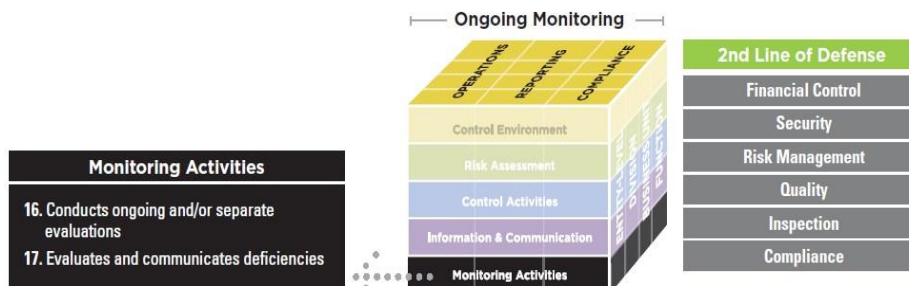 Ongoing Monitoring
OPERATIONS
REPORTING
COMPLIANCE
Control Environment
Risk Assessment
Control Activities
Information & Communication
Monitoring Activities
ENTITY-LEVEL
DIVISION
BUSINESS UNIT
FUNCTION
Monitoring Activities
16. Conducts ongoing and/or separate
evaluations
17. Evaluates and communicates deficiencies
2nd Line of Defense
Financial Control
Security
Risk Management
Quality
Inspection
Compliance